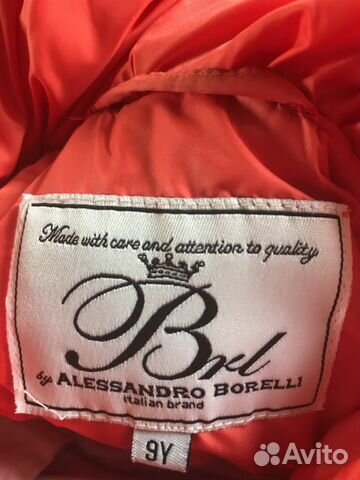 Made with care and attention to quality
Brl
by ALESSANDRO BORELLI
italian brand
9Y
Avito